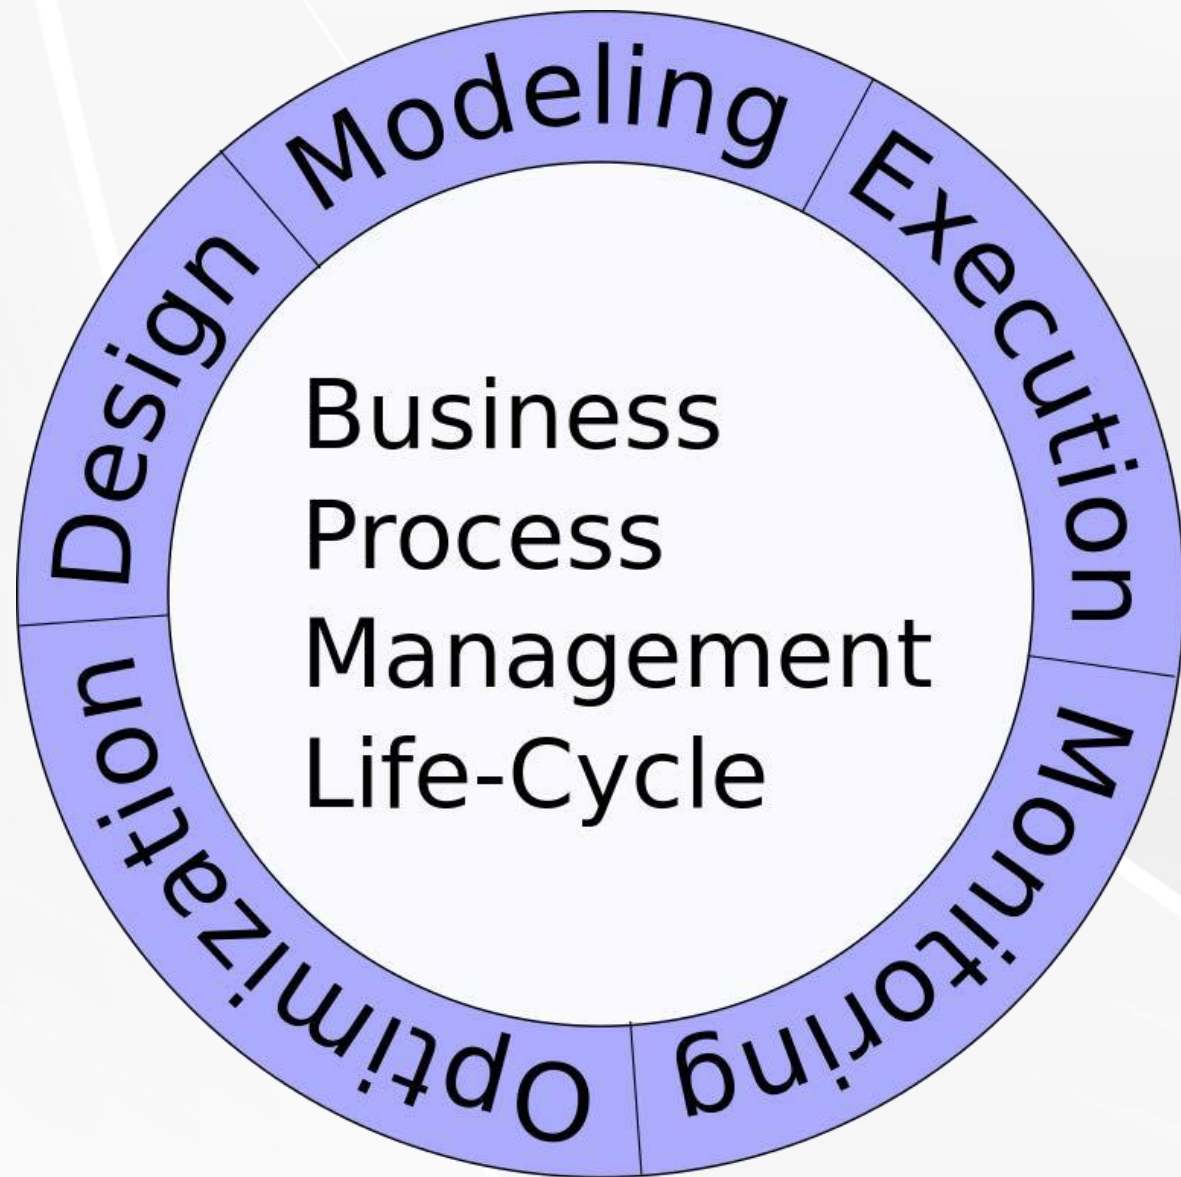 Design
Modeling
Execution
Monitoring
Optimization
Business
Process
Management
Life-Cycle